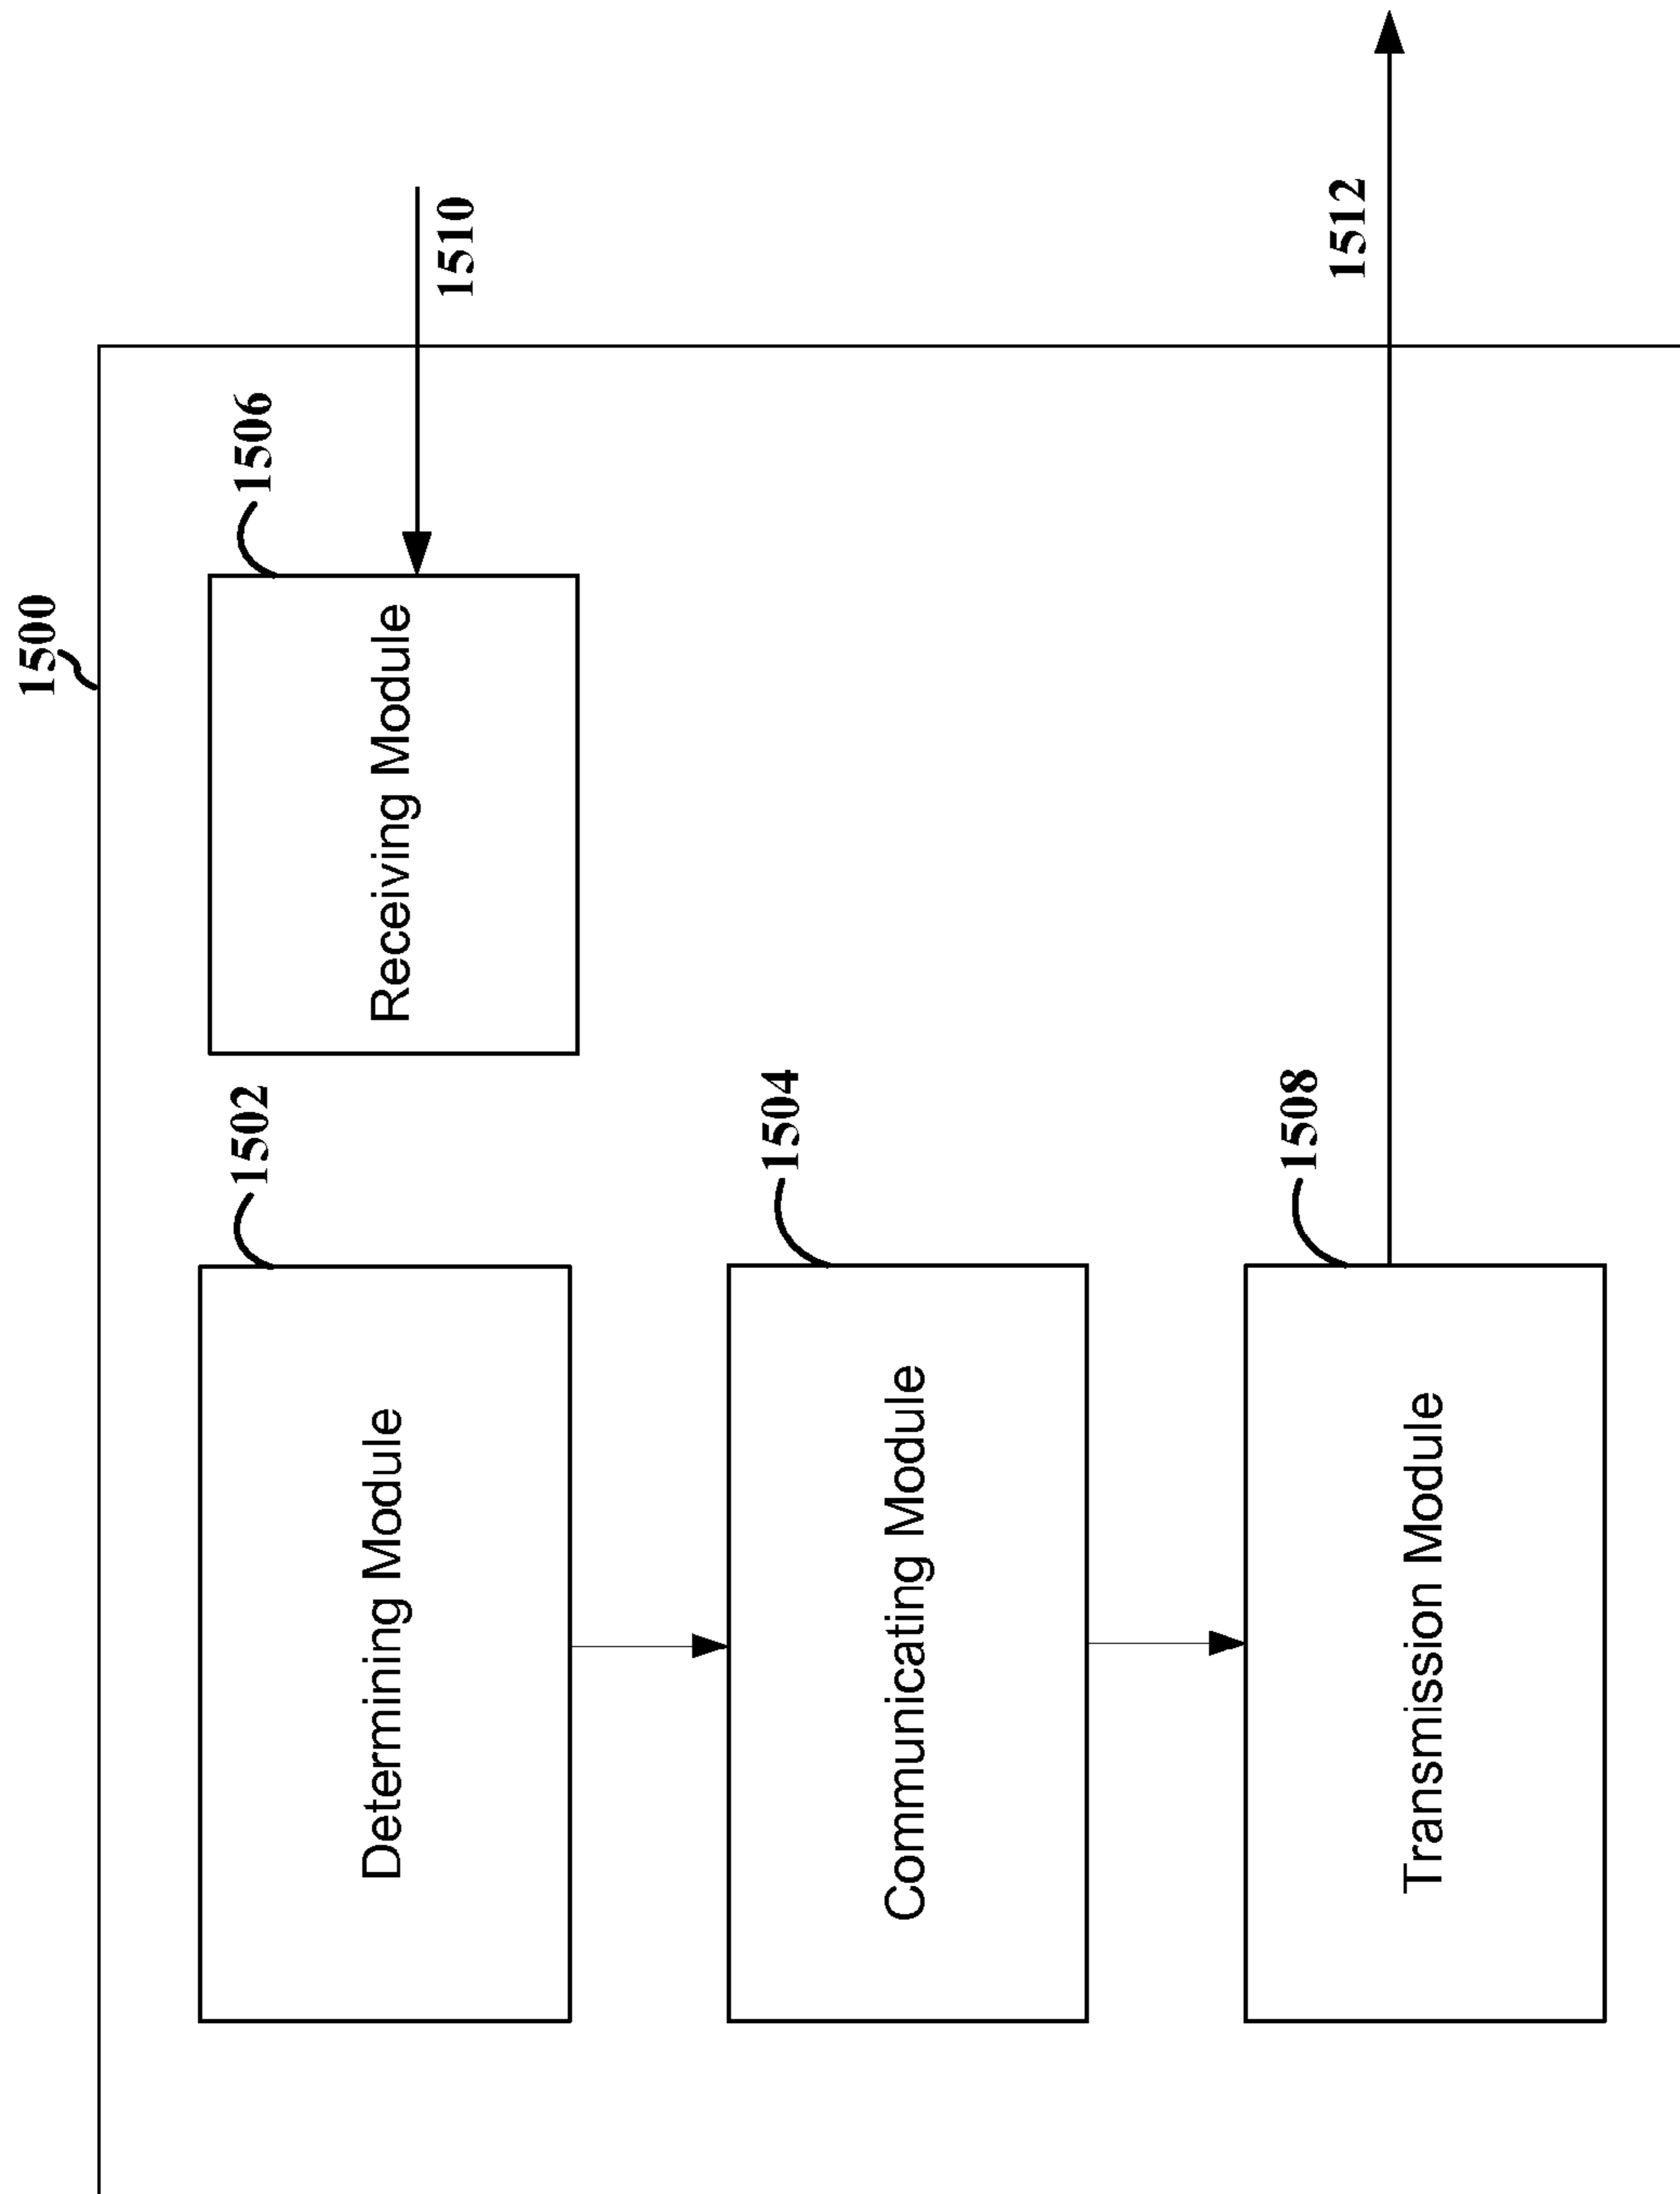 1500
1502
Determining Module
1506
Receiving Module
1510
1504
Communicating Module
1508
Transmission Module
1512